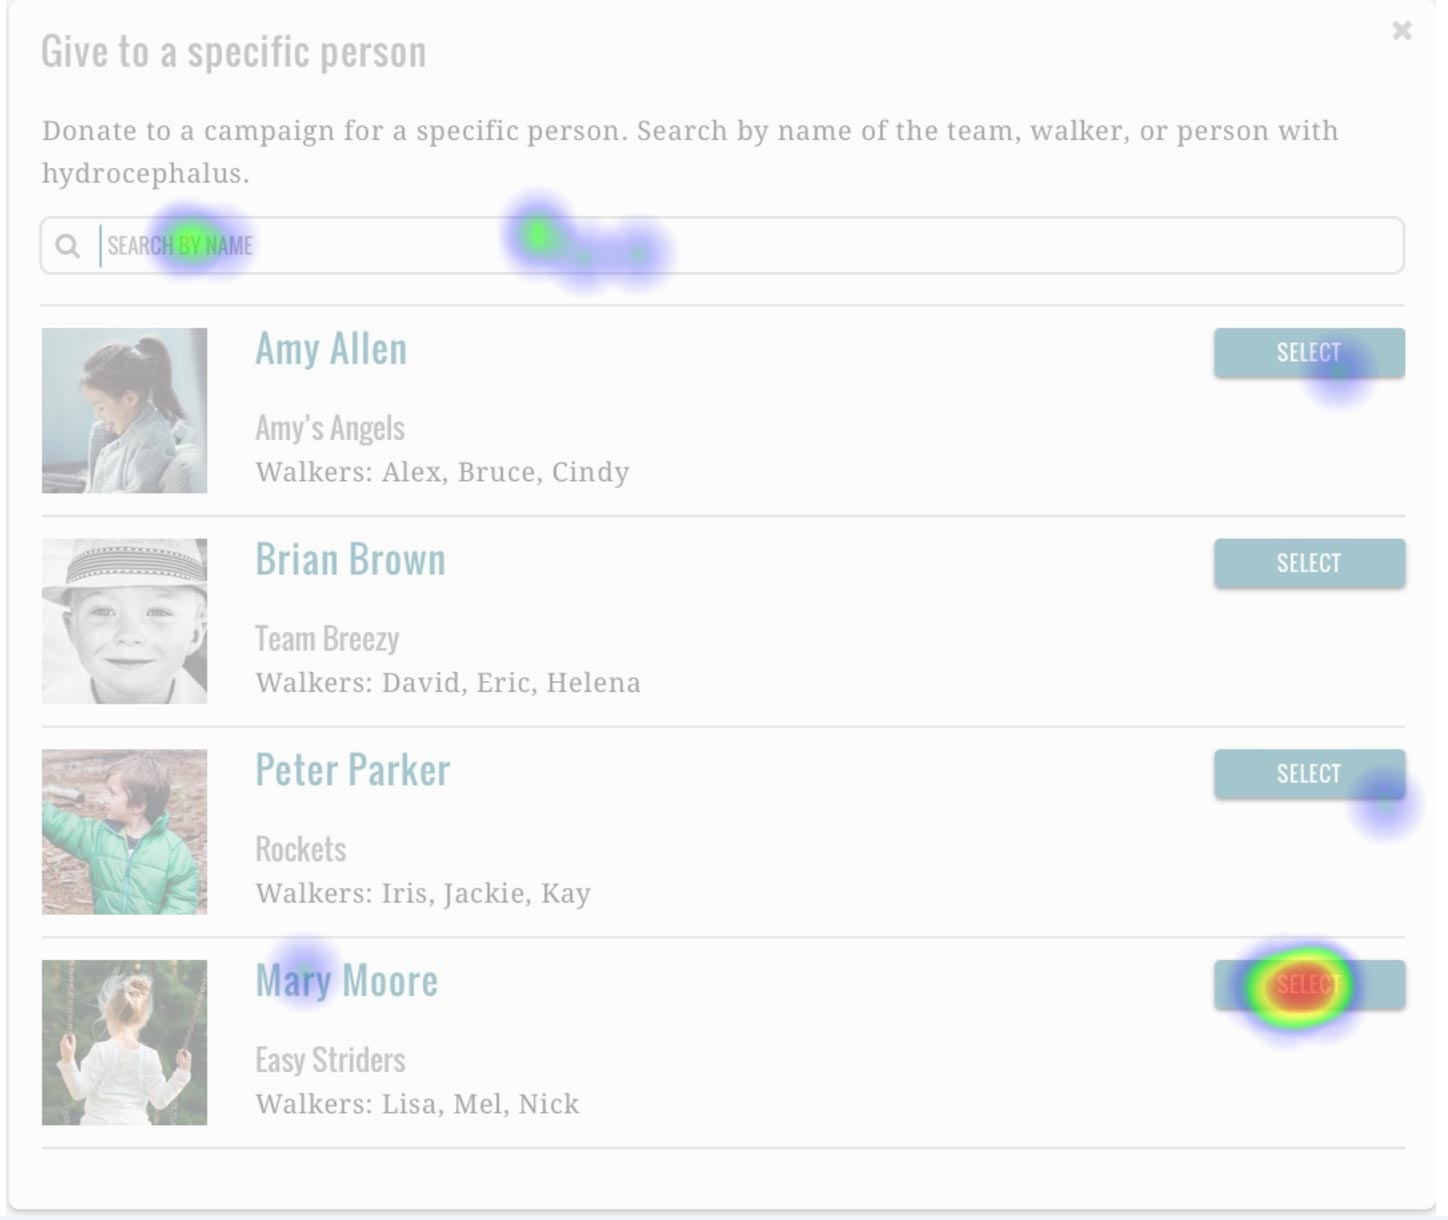 Give to a specific person
Donate to a campaign for a specific person. Search by name of the team, walker, or person with
hydrocephalus.
SEARCH BY NAME
Amy Allen
SELECT
Amy’s Angels
Walkers: Alex, Bruce, Cindy
Brian Brown
SELECT
Team Breezy
Walkers: David, Eric, Helena
Peter Parker
SELECT
Rockets
Walkers: Iris, Jackie, Kay
Mary Moore
SELECT
Easy Striders
Walkers: Lisa, Mel, Nick